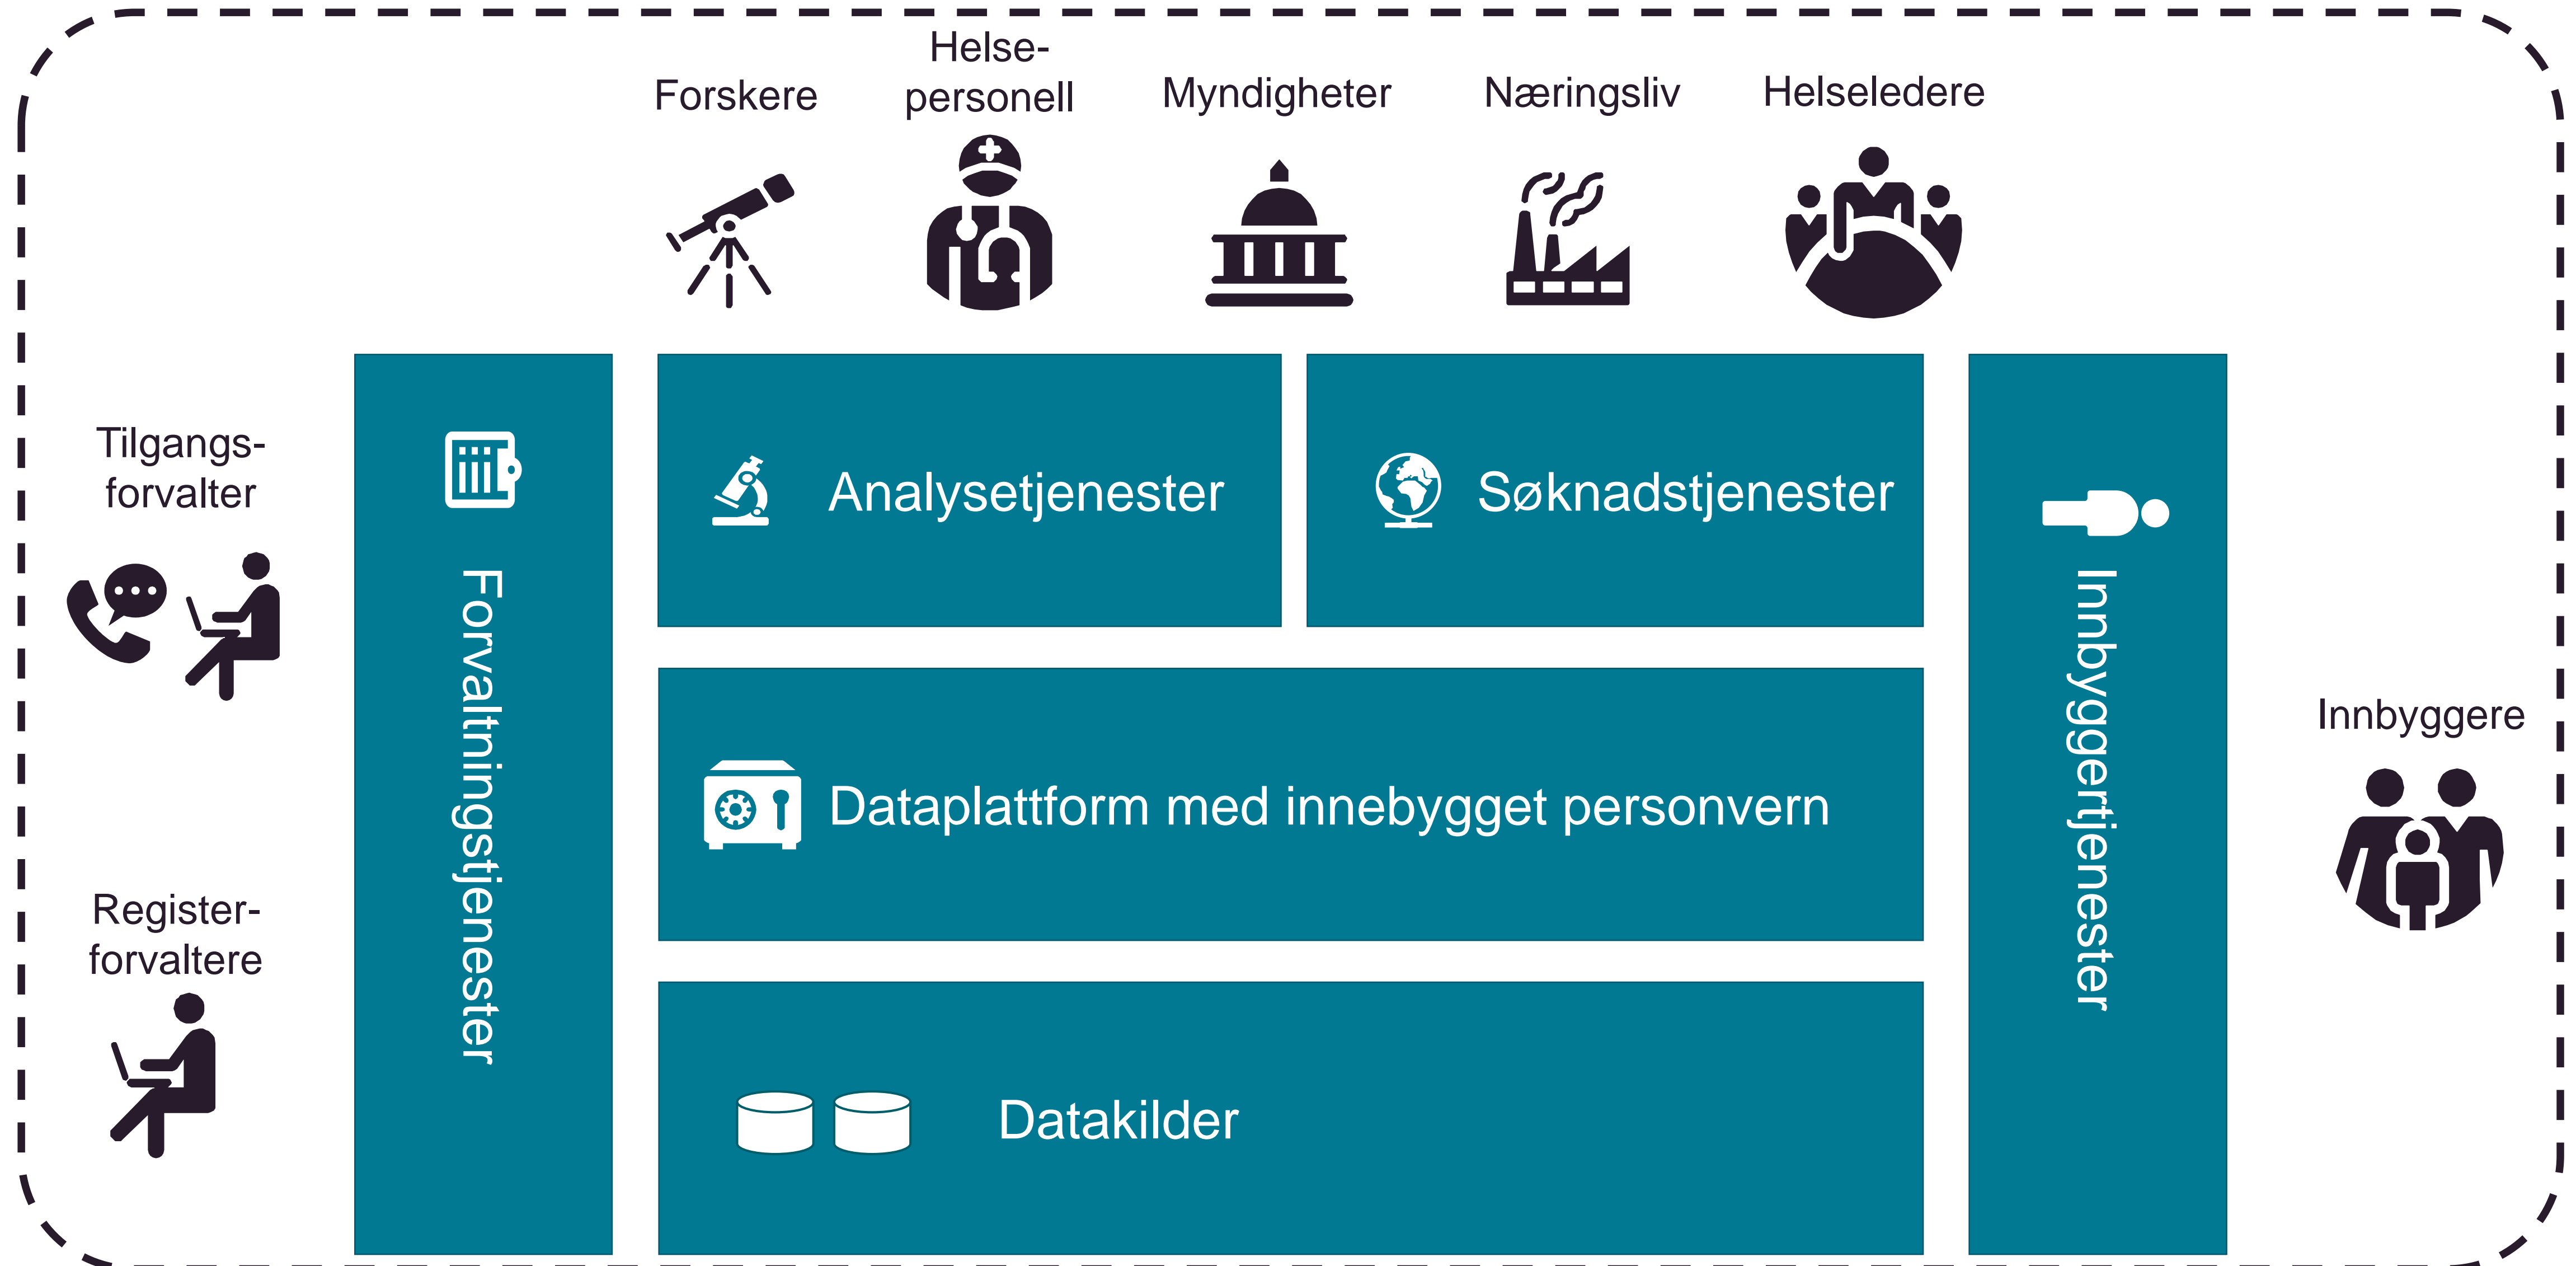 Forskere
Helse-
personell
Myndigheter
Næringsliv
Helseledere
Tilgangs-
forvalter
Register-
forvaltere
Forvaltningstjenester
Analysetjenester
Søknadstjenester
Dataplattform med innebygget personvern
Datakilder
Innbyggertjenester
Innbyggere